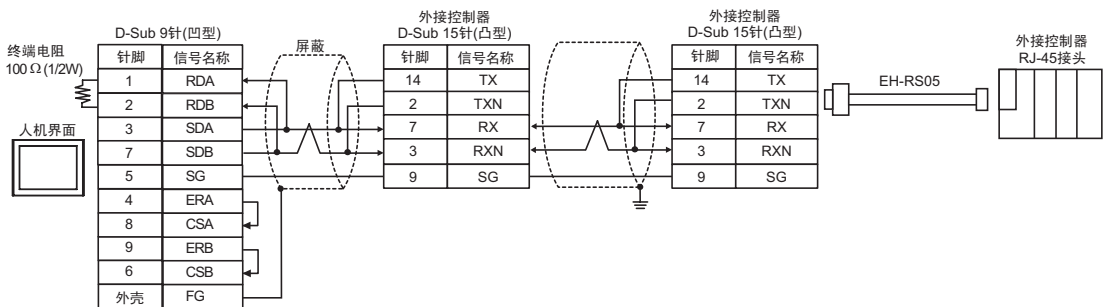 终端电阻
100Ω(1/2W)
人机界面
D-Sub 9针(凹型)
针脚 信号名称
1 RDA
2 RDB
3 SDA
7 SDB
5 SG
4 ERA
8 CSA
9 ERB
6 CSB
外壳 FG
屏蔽
外接控制器
D-Sub 15针(凸型)
针脚 信号名称
14 TX
2 TXN
7 RX
3 RXN
9 SG
外接控制器
D-Sub 15针(凸型)
针脚 信号名称
14 TX
2 TXN
7 RX
3 RXN
9 SG
EH-RS05
外接控制器
RJ-45接头